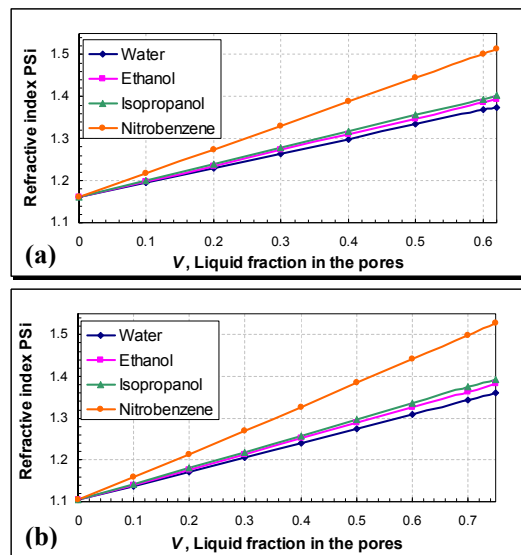 1.5
1.4
1.3
1.2
1.1
Refractive index PSi
Water
Ethanol
Isopropanol
Nitrobenzene
0 0.1 0.2 0.3 0.4 0.5 0.6
(a)
V, Liquid fraction in the pores
1.5
1.4
1.3
1.2
1.1
Refractive index PSi
Water
Ethanol
Isopropanol
Nitrobenzene
0 0.1 0.2 0.3 0.4 0.5 0.6 0.7
(b)
V, Liquid fraction in the pores